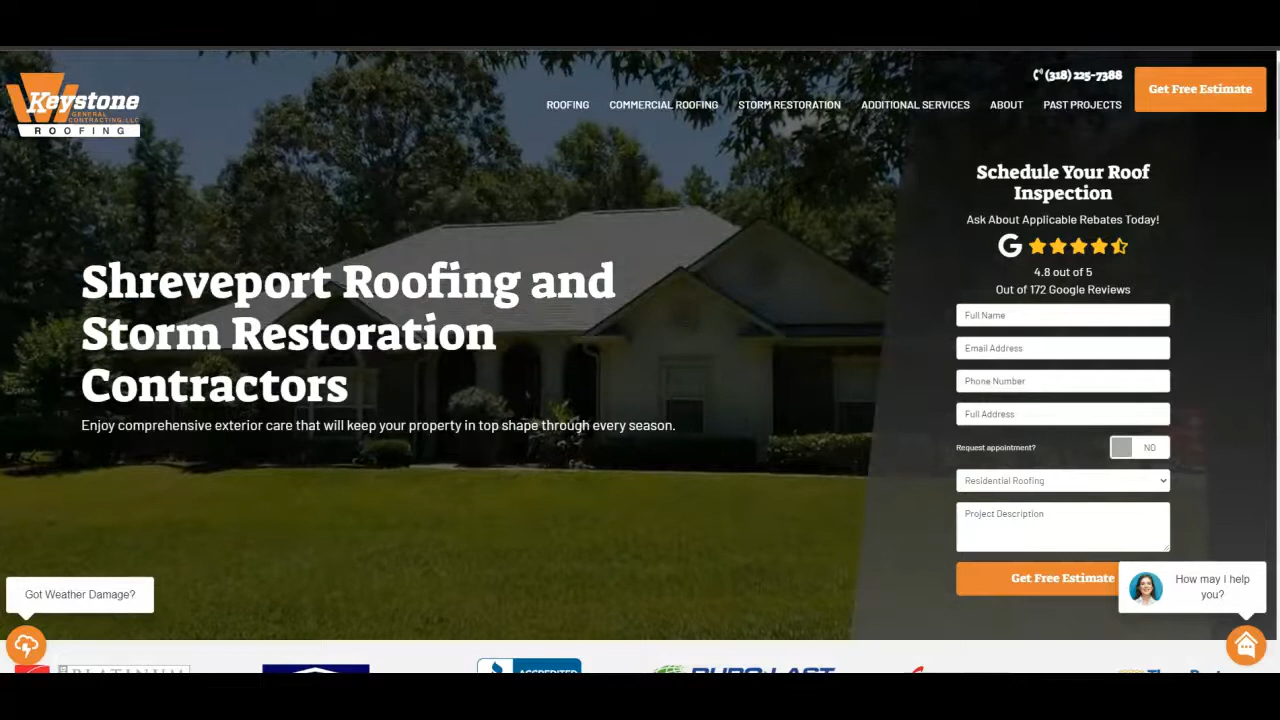 Keystone
GENERAL
CONTRACTING, LLC
ROOFING
(318) 225-7388
Get Free Estimate
ROOFING
COMMERCIAL ROOFING
STORM RESTORATION
ADDITIONAL SERVICES
ABOUT
PAST PROJECTS
Shreveport Roofing and
Storm Restoration
Contractors
Enjoy comprehensive exterior care that will keep your property in top shape through every season.
Schedule Your Roof
Inspection
Ask About Applicable Rebates Today!
G
4.8 out of 5
Out of 172 Google Reviews
Full Name
Email Address
Phone Number
Full Address
Request appointment?
NO
Residential Roofing
Project Description
Get Free Estimate
Got Weather Damage?
How may I help
you?
PLATINUM
ACCREDITED
DURO-LAST